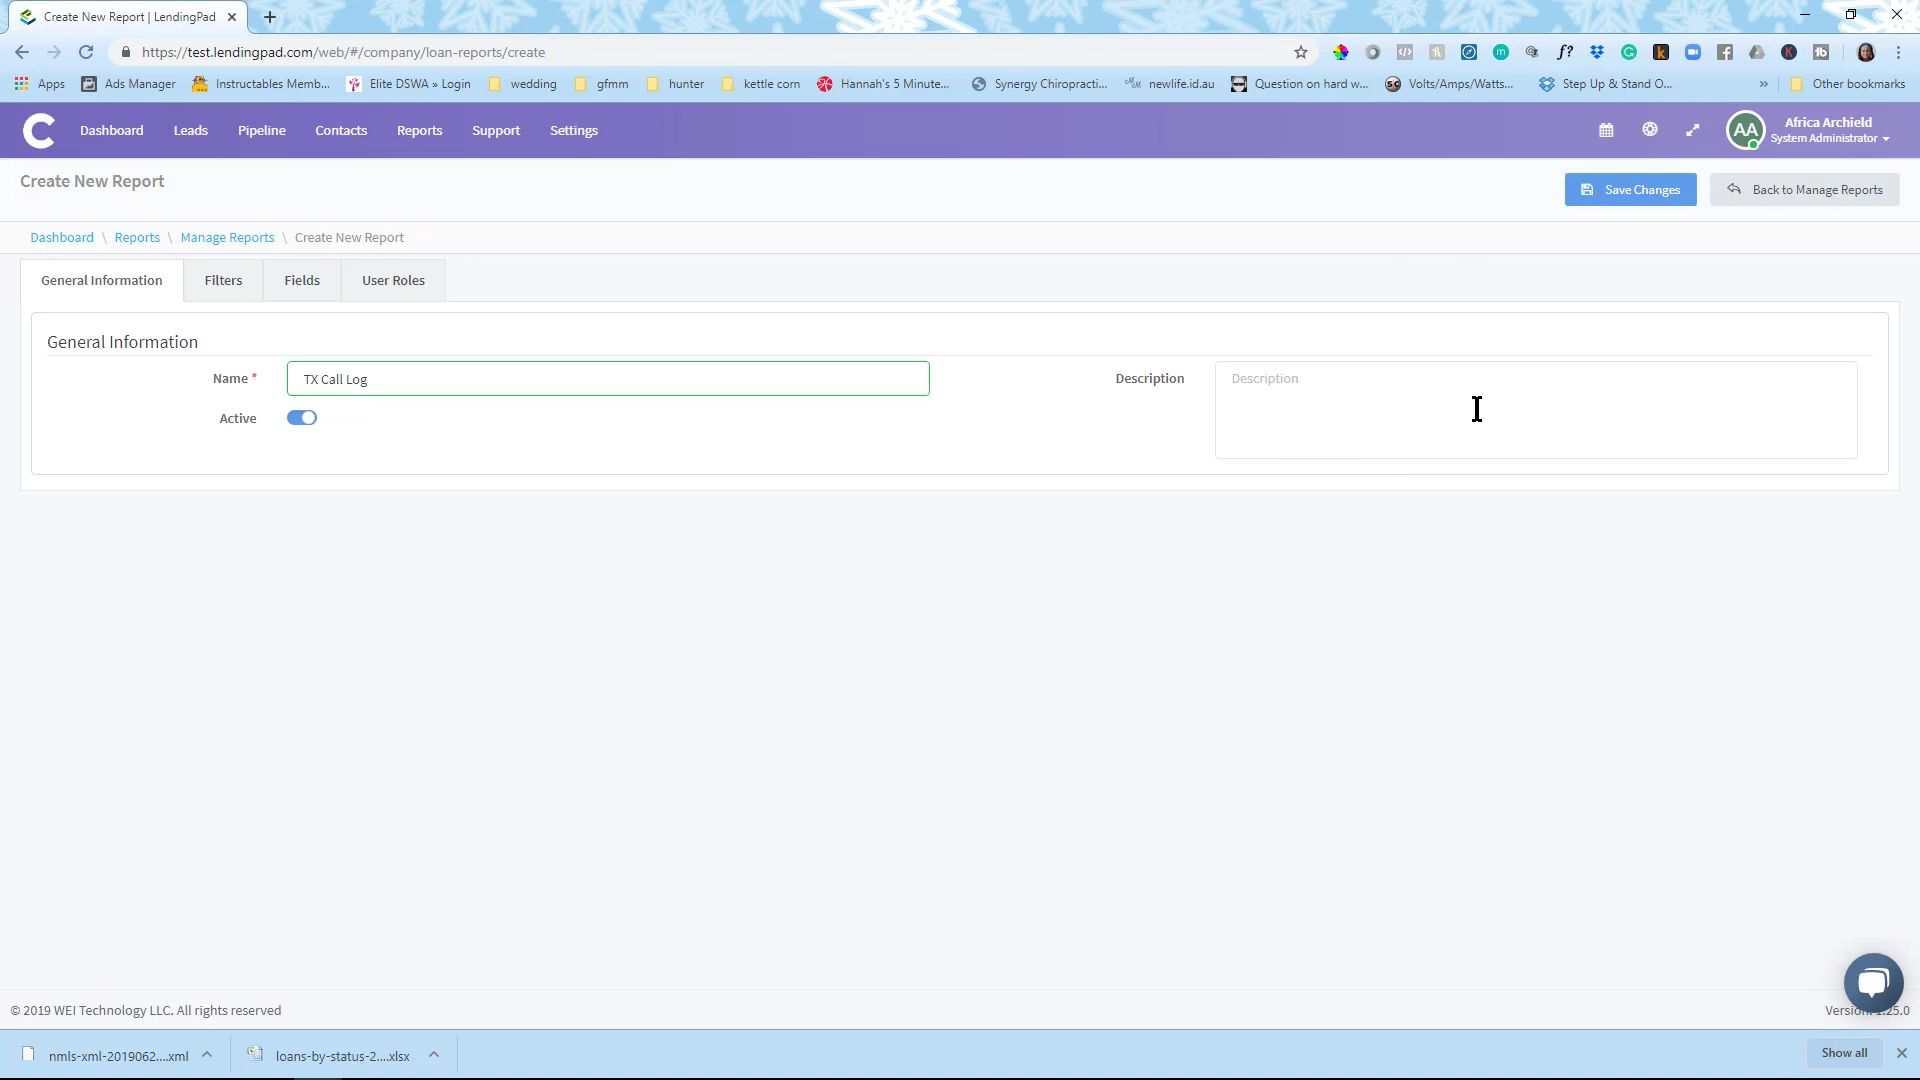 Create New Report | LendingPad
https://test.lendingpad.com/web/#/company/loan-reports/create
Apps Ads Manager Instructables Memb... Elite DSWA » Login wedding gfmm hunter kettle corn Hannah's 5 Minute... Synergy Chiropracti... newlife.id.au Question on hard w... Volts/Amps/Watts... Step Up & Stand O... » Other bookmarks
Dashboard Leads Pipeline Contacts Reports Support Settings
AA Africa Archield
System Administrator
Create New Report
Save Changes Back to Manage Reports
Dashboard \ Reports \ Manage Reports \ Create New Report
General Information Filters Fields User Roles
General Information
Name * TX Call Log Description Description
Active
© 2019 WEI Technology LLC. All rights reserved
nmls-xml-2019062....xml loans-by-status-2....xlsx Show all